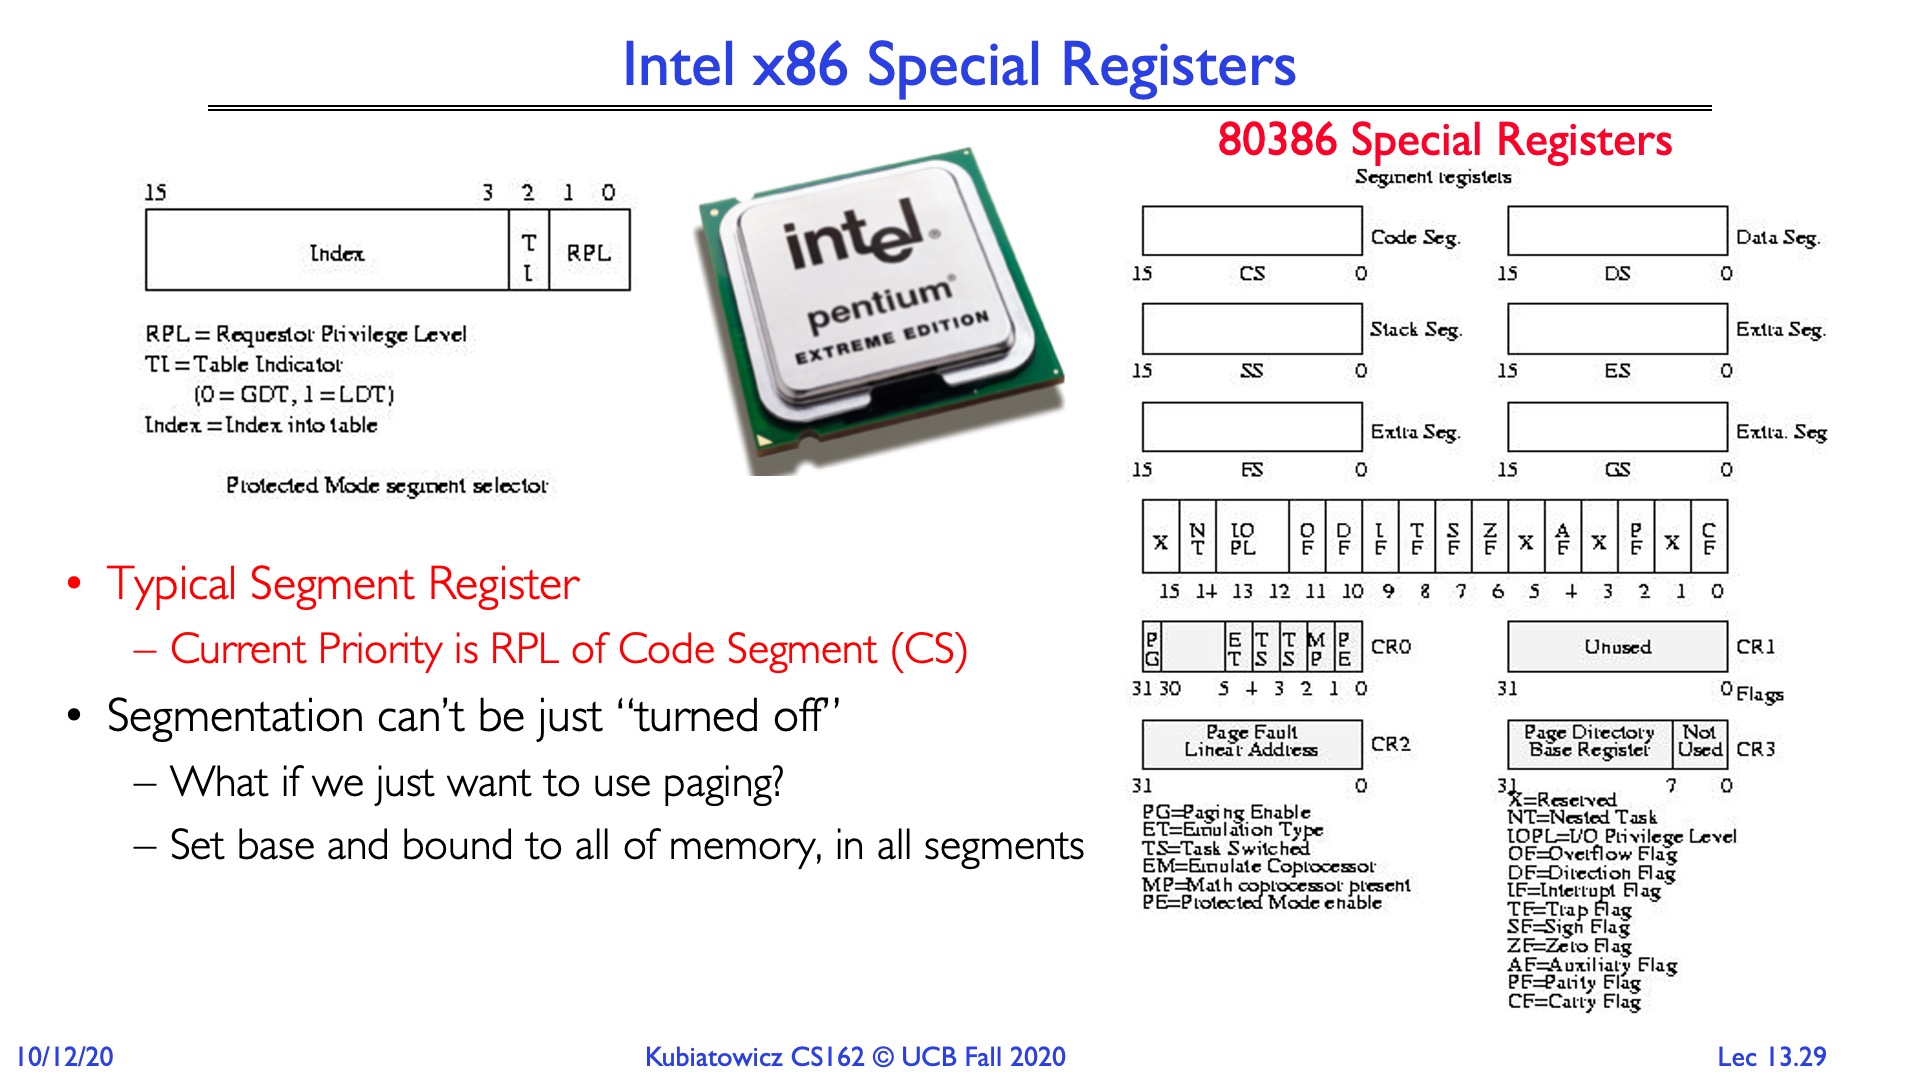 Intel x86 Special Registers
15 3 2 1 0
Index T I RPL
RPL = Requestor Privilege Level
TI = Table Indicator
(0 = GDT, 1 = LDT)
Index = Index into table
Protected Mode segment selector
intel®
pentium®
EXTREME EDITION
• Typical Segment Register
– Current Priority is RPL of Code Segment (CS)
• Segmentation can't be just “turned off”
– What if we just want to use paging?
– Set base and bound to all of memory, in all segments
80386 Special Registers
Segment registers
Code Seg. Data Seg.
15 CS 0 15 DS 0
Stack Seg. Extra Seg.
15 SS 0 15 ES 0
Extra Seg. Extra. Seg
15 FS 0 15 GS 0
X NT IOPL OF DF IF TF SF ZF X AF X PF X CF
15 14 13 12 11 10 9 8 7 6 5 4 3 2 1 0
PG ET TS TS MP PE CR0 Unused CR1
31 30 5 4 3 2 1 0 31 0 Flags
Page Fault Linear Address CR2 Page Directory Base Register Not Used CR3
31 0 31 7 0
PG=Paging Enable
ET=Emulation Type
TS=Task Switched
EM=Emulate Coprocessor
MP=Math coprocessor present
PE=Protected Mode enable
X=Reserved
NT=Nested Task
IOPL=I/O Privilege Level
OF=Overflow Flag
DF=Direction Flag
IF=Interrupt Flag
TF=Trap Flag
SF=Sign Flag
ZF=Zero Flag
AF=Auxiliary Flag
PF=Parity Flag
CF=Carry Flag
10/12/20 Kubiatowicz CS162 © UCB Fall 2020 Lec 13.29